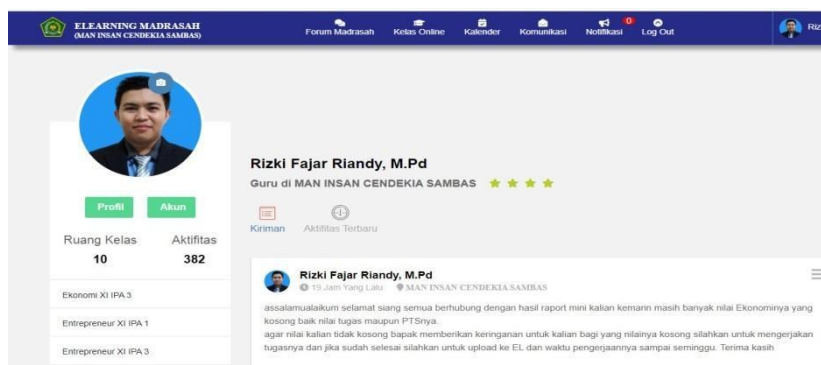 ELEARNING MADRASAH
(MAN INSAN CENDEKIA SAMBAS)
Forum Madrasah
Kelas Online
Kalender
Komunikasi
0
Notifikasi
Log Out
Riz
Rizki Fajar Riandy, M.Pd
Guru di MAN INSAN CENDEKIA SAMBAS
Profil
Akun
Ruang Kelas
Aktifitas
10
382
Kiriman
Aktifitas Terbaru
Ekonomi XI IPA 3
Entrepreneur XI IPA 1
Entrepreneur XI IPA 3
Rizki Fajar Riandy, M.Pd
19 Jam Yang Lalu
MAN INSAN CENDEKIA SAMBAS
assalamualaikum selamat siang semua berhubung dengan hasil raport mini kalian kemarin masih banyak nilai Ekonominya yang
kosong baik nilai tugas maupun PTSnya.
agar nilai kalian tidak kosong bapak memberikan keringanan untuk kalian bagi yang nilainya kosong silahkan untuk mengerjakan
tugasnya dan jika sudah selesai silahkan untuk upload ke EL dan waktu pengerjaannya sampai seminggu. Terima kasih